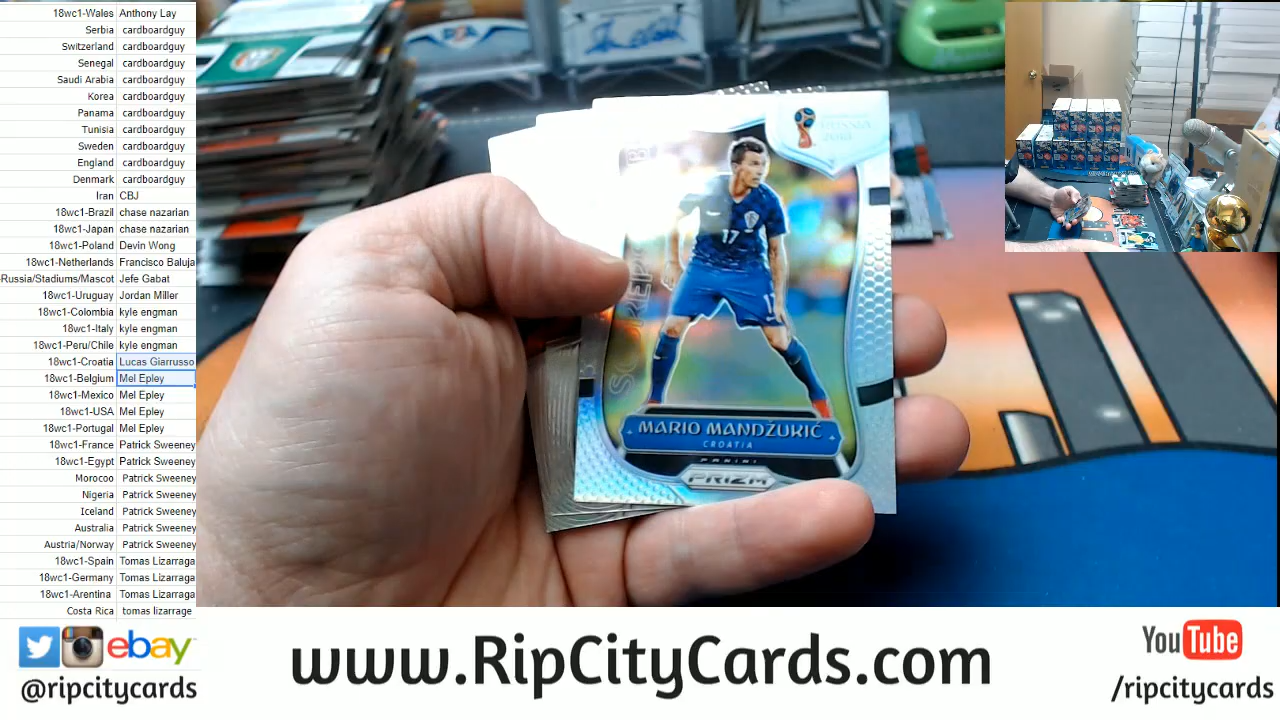 18wc1-Wales Anthony Lay
Serbia cardboardguy
Switzerland cardboardguy
Senegal cardboardguy
Saudi Arabia cardboardguy
Korea cardboardguy
Panama cardboardguy
Tunisia cardboardguy
Sweden cardboardguy
England cardboardguy
Denmark cardboardguy
Iran CBJ
18wc1-Brazil chase nazarian
18wc1-Japan chase nazarian
18wc1-Poland Devin Wong
18wc1-Netherlands Francisco Baluja
-Russia/Stadiums/Mascot Jefe Gabat
18wc1-Uruguay Jordan Miller
18wc1-Colombia kyle engman
18wc1-Italy kyle engman
18wc1-Peru/Chile kyle engman
18wc1-Croatia Lucas Giarrusso
18wc1-Belgium Mel Epley
18wc1-Mexico Mel Epley
18wc1-USA Mel Epley
18wc1-Portugal Mel Epley
18wc1-France Patrick Sweeney
18wc1-Egypt Patrick Sweeney
Morocoo Patrick Sweeney
Nigeria Patrick Sweeney
Iceland Patrick Sweeney
Australia Patrick Sweeney
Austria/Norway Patrick Sweeney
18wc1-Spain Tomas Lizarraga
18wc1-Germany Tomas Lizarraga
18wc1-Arentina Tomas Lizarraga
Costa Rica tomas lizarrage
RUSSIA
2018
17
17
MARIO MANDŽUKIĆ
CROATIA
PANINI
PRIZM
ebay
@ripcitycards
www.RipCityCards.com
YouTube
/ripcitycards